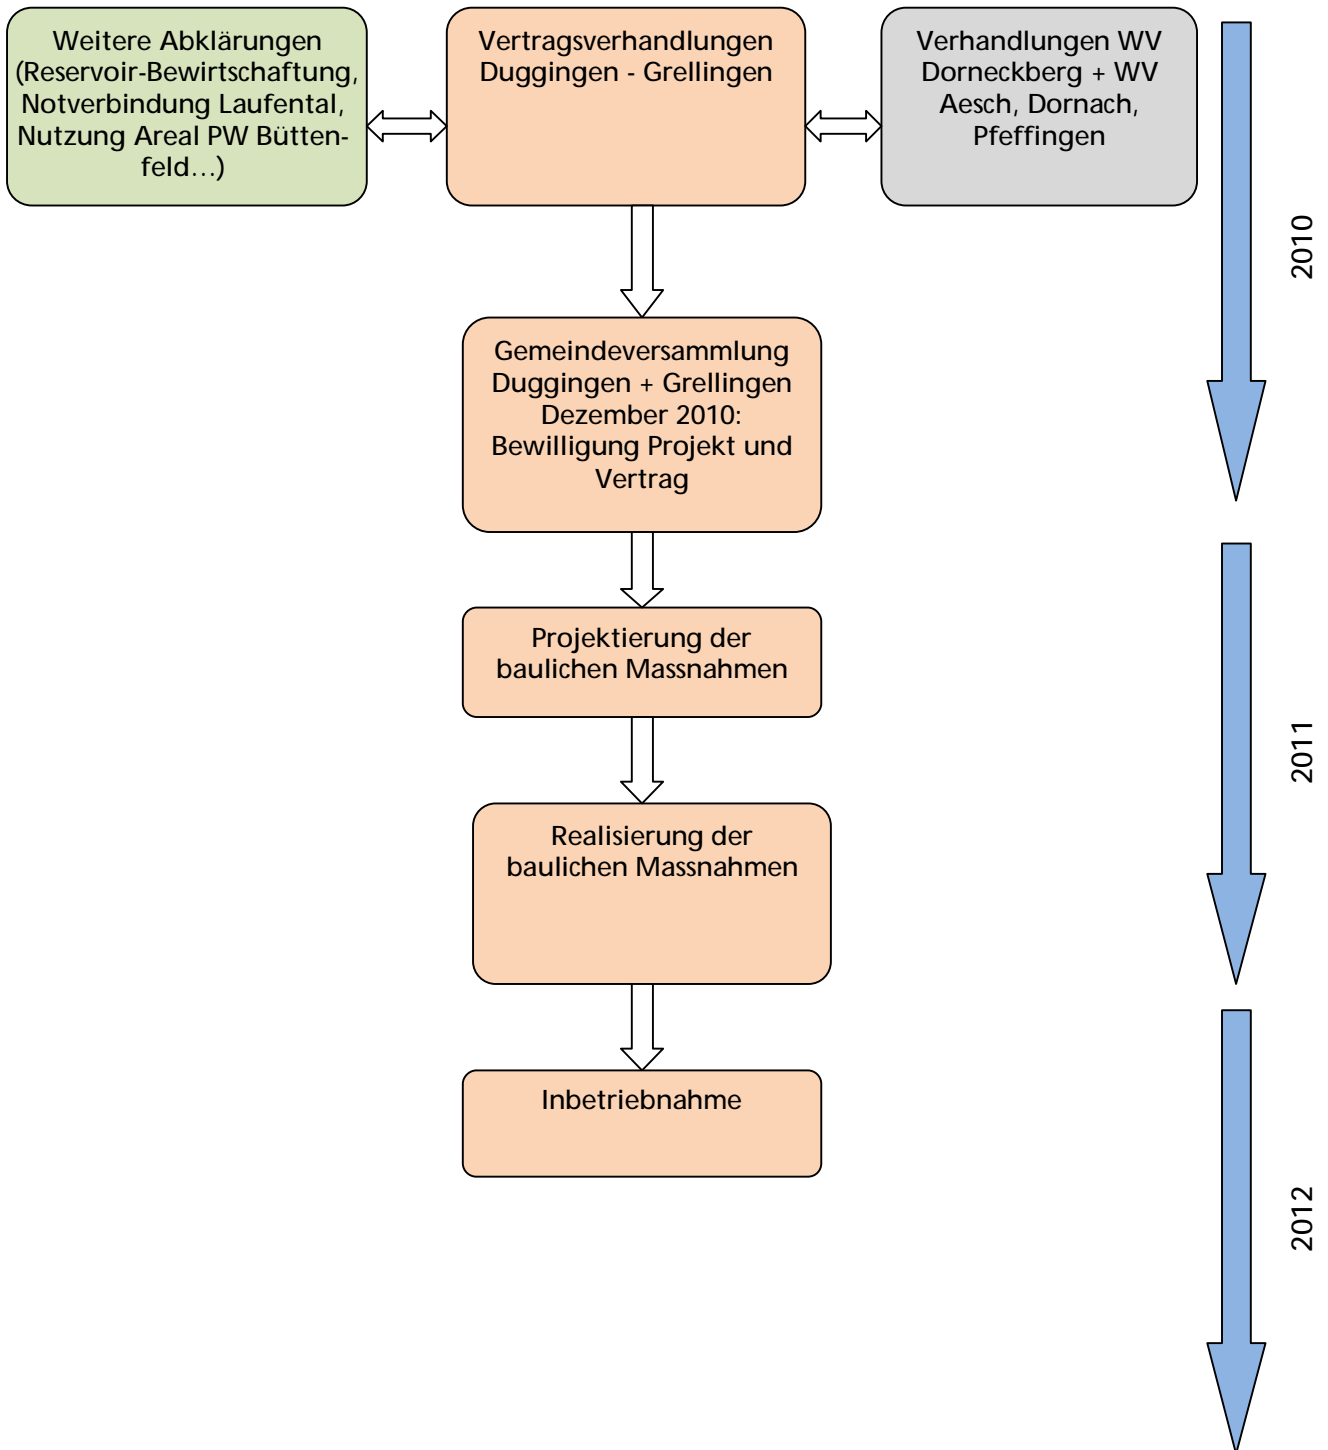 Weitere Abklärungen
(Reservoir-Bewirtschaftung,
Notverbindung Laufental,
Nutzung Areal PW Bütten-
feld...)
Vertragsverhandlungen
Duggingen - Grellingen
Verhandlungen WV
Dorneckberg + WV
Aesch, Dornach,
Pfeffingen
2010
Gemeindeversammlung
Duggingen + Grellingen
Dezember 2010:
Bewilligung Projekt und
Vertrag
Projektierung der
baulichen Massnahmen
2011
Realisierung der
baulichen Massnahmen
Inbetriebnahme
2012